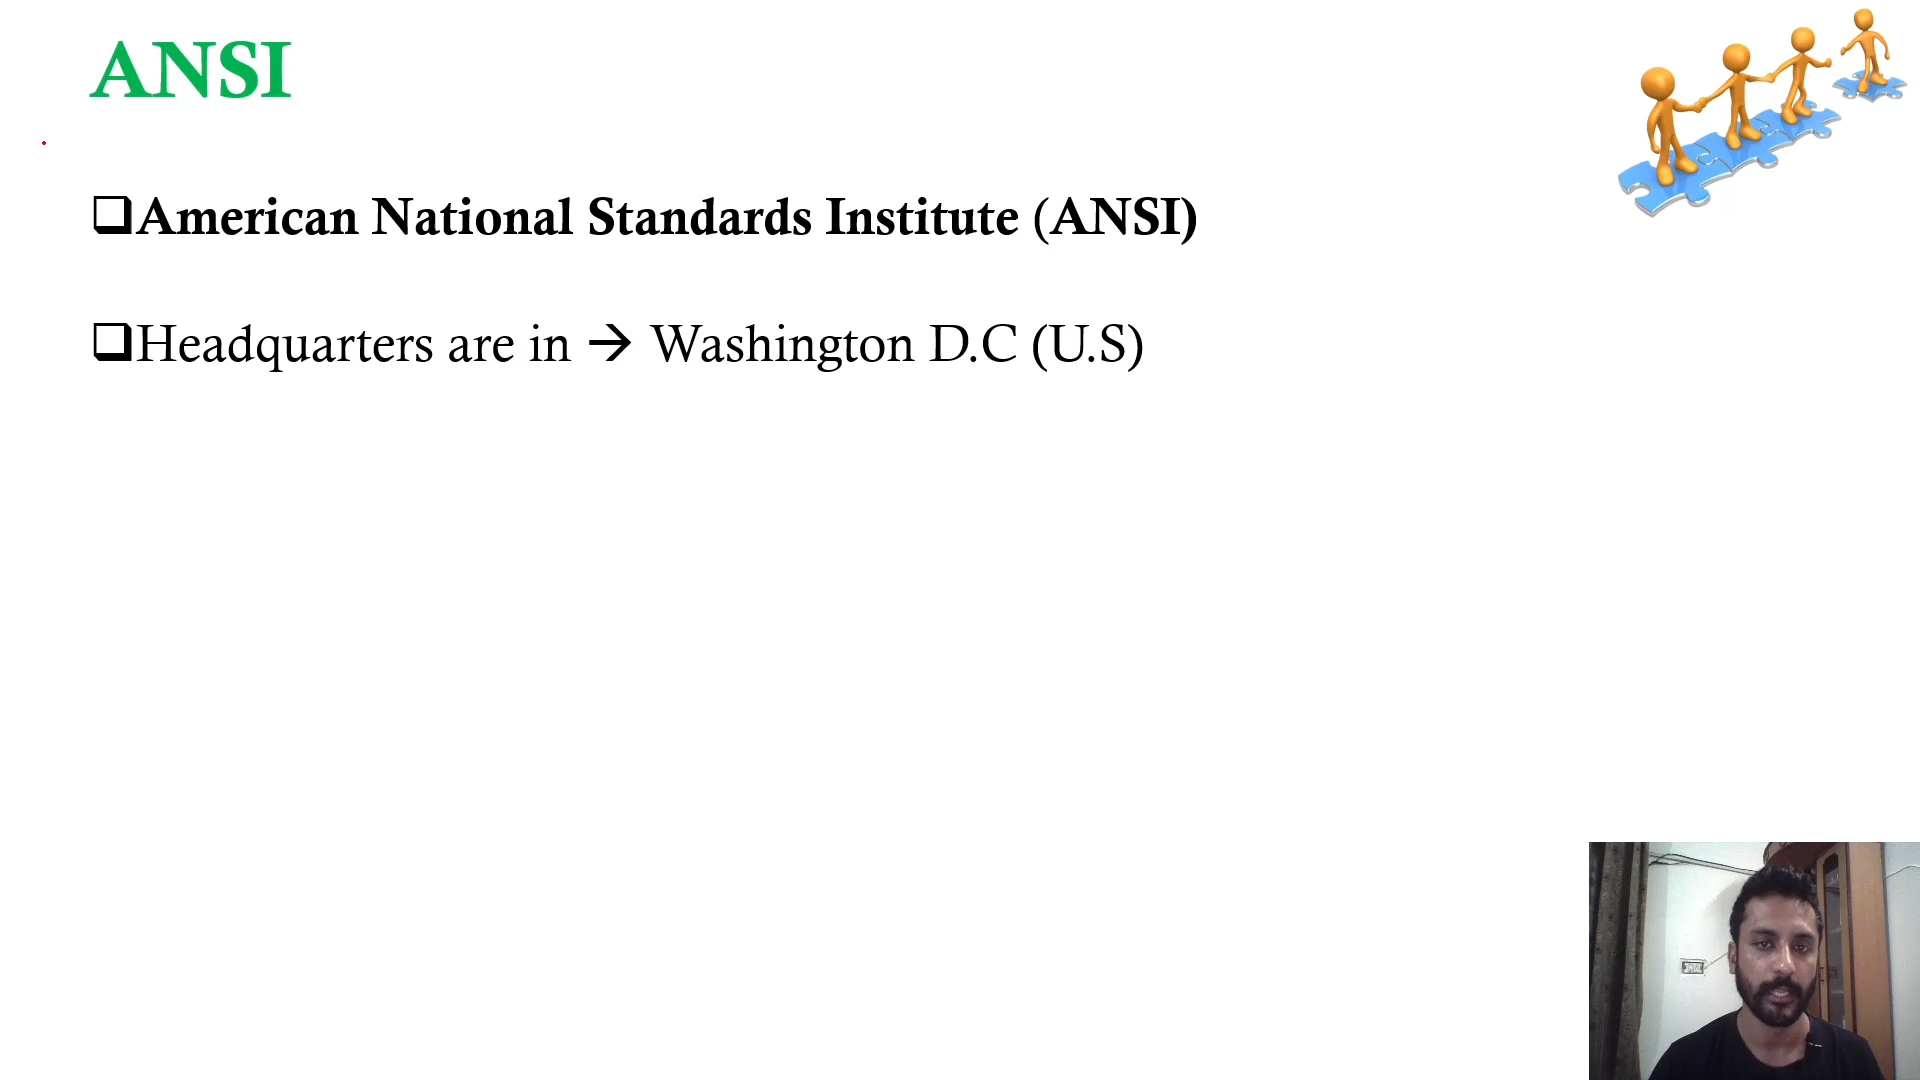 ANSI
❑American National Standards Institute (ANSI)
❑Headquarters are in → Washington D.C (U.S)